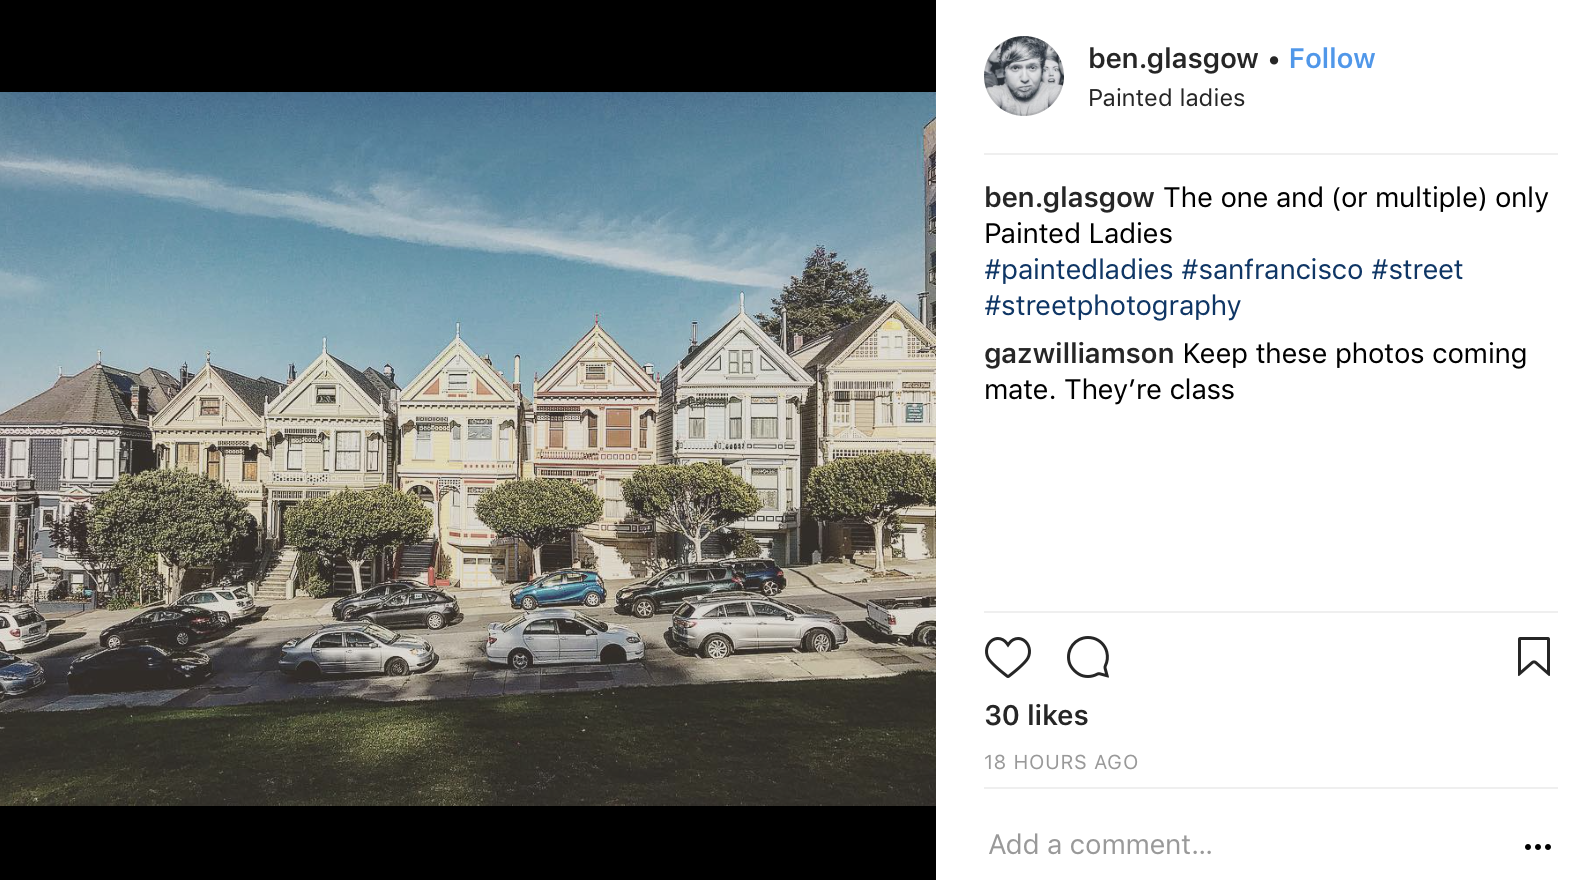 ben.glasgow • Follow
Painted ladies
ben.glasgow The one and (or multiple) only
Painted Ladies
#paintedladies #sanfrancisco #street
#streetphotography
gazwilliamson Keep these photos coming
mate. They’re class
30 likes
18 HOURS AGO
Add a comment...